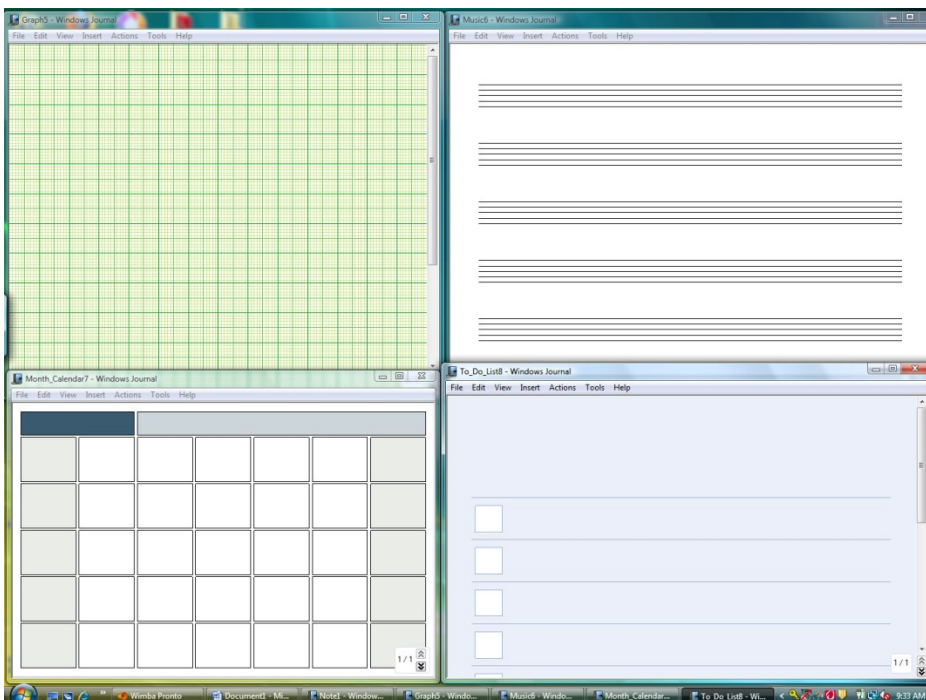 Graph5 - Windows Journal
File Edit View Insert Actions Tools Help
Music6 - Windows Journal
File Edit View Insert Actions Tools Help
Month_Calendar7 - Windows Journal
File Edit View Insert Actions Tools Help
1/1
To_Do_List8 - Windows Journal
File Edit View Insert Actions Tools Help
1/1
Wimba Pronto
Document1 - Mi...
Note1 - Window...
Graph5 - Windo...
Music6 - Windo...
Month_Calendar...
To_Do_List8 - Wi...
9:33 AM